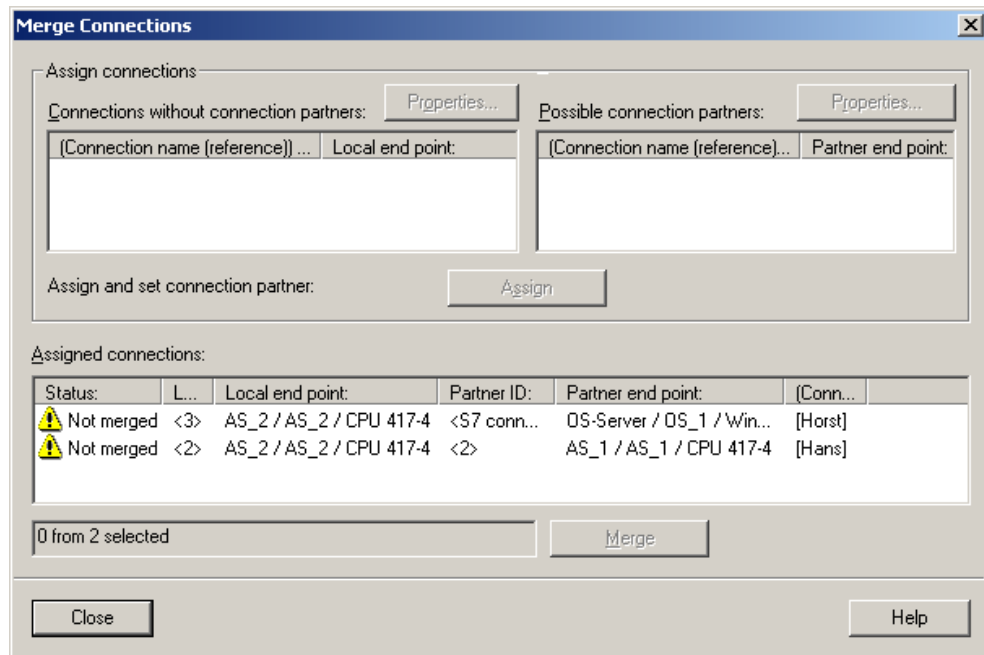 Merge Connections
Assign connections
Connections without connection partners: Properties...
Possible connection partners: Properties...
(Connection name (reference)) ... Local end point:
(Connection name (reference)... Partner end point:
Assign and set connection partner: Assign
Assigned connections:
Status: L... Local end point: Partner ID: Partner end point: (Conn...
Not merged <3> AS_2 / AS_2 / CPU 417-4 <S7 conn... OS-Server / OS_1 / Win... [Horst]
Not merged <2> AS_2 / AS_2 / CPU 417-4 <2> AS_1 / AS_1 / CPU 417-4 [Hans]
0 from 2 selected Merge
Close Help